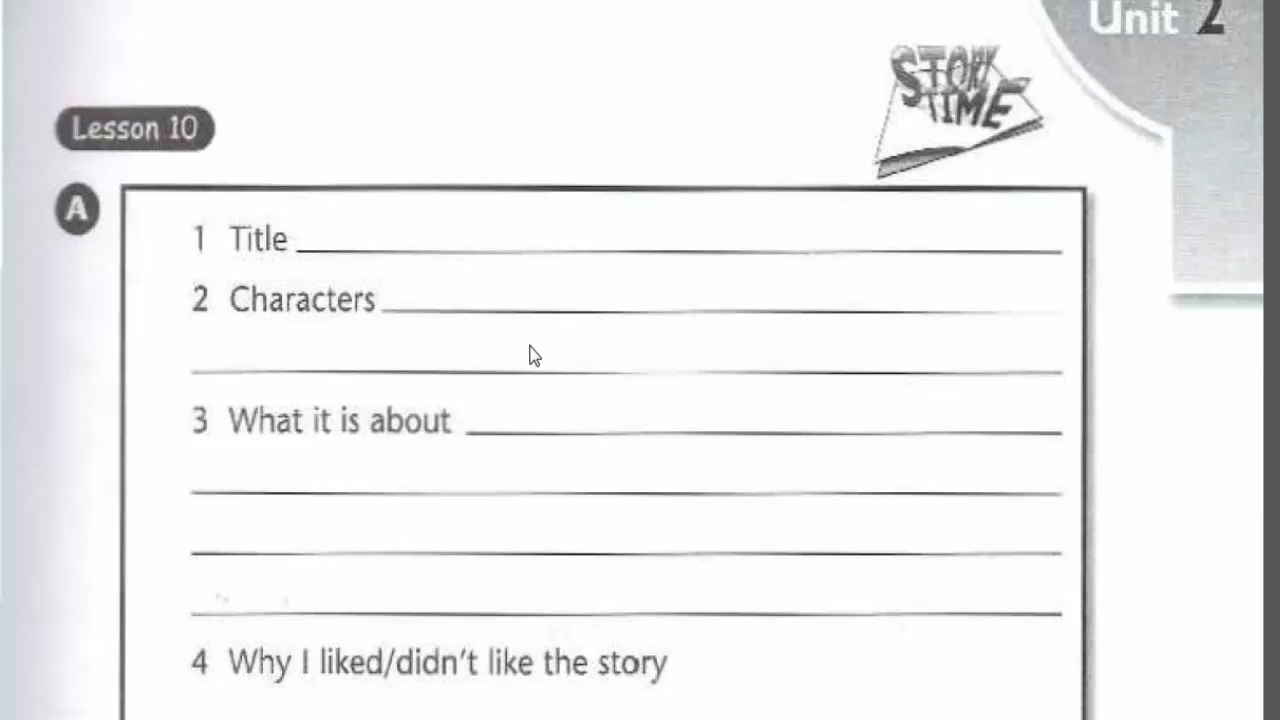 Unit 2
STORY
TIME
Lesson 10
A
1 Title
2 Characters
3 What it is about
4 Why I liked/didn't like the story